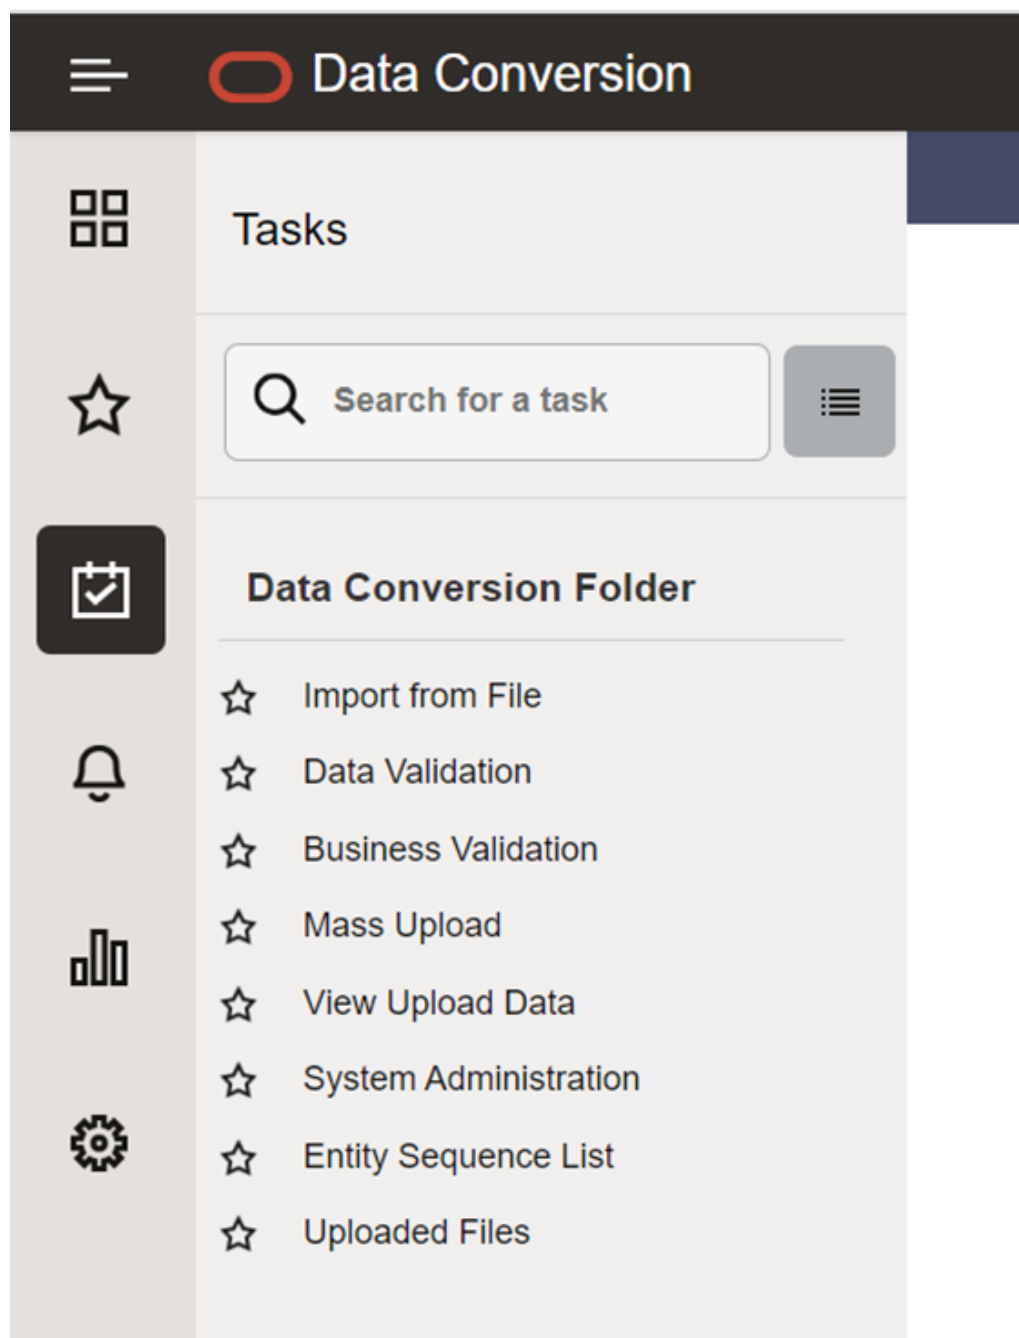 Data Conversion
Tasks
Search for a task
Data Conversion Folder
Import from File
Data Validation
Business Validation
Mass Upload
View Upload Data
System Administration
Entity Sequence List
Uploaded Files